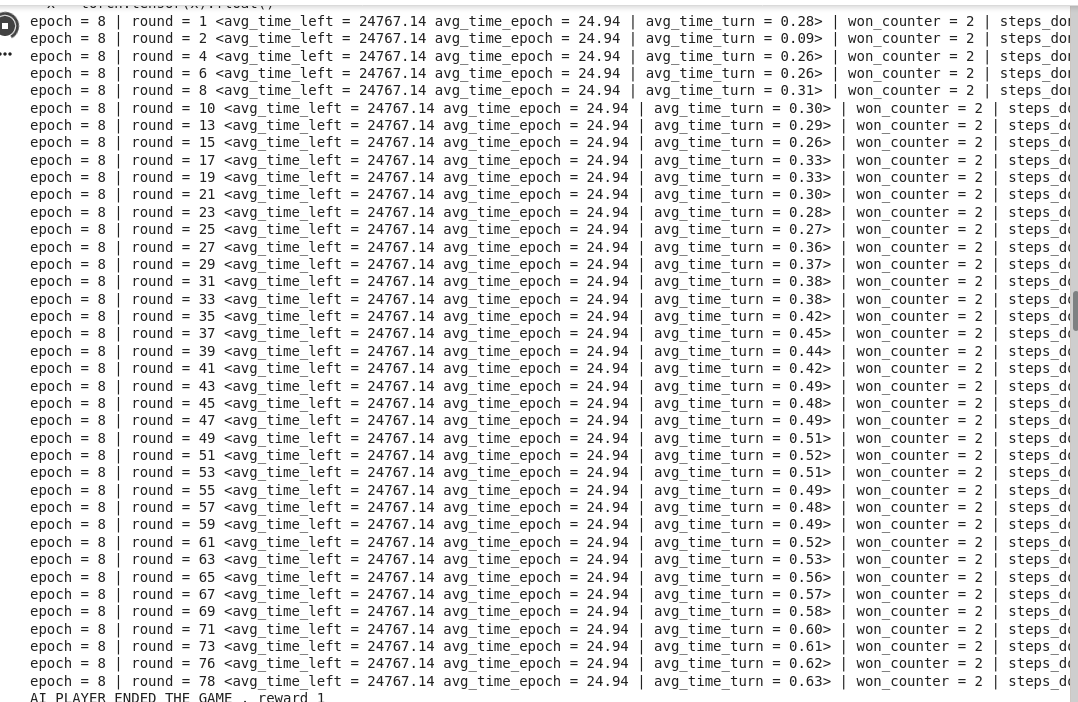 x = torch.tensor(x).float()
epoch = 8 | round = 1 <avg_time_left = 24767.14 avg_time_epoch = 24.94 | avg_time_turn = 0.28> | won_counter = 2 | steps_don
epoch = 8 | round = 2 <avg_time_left = 24767.14 avg_time_epoch = 24.94 | avg_time_turn = 0.09> | won_counter = 2 | steps_don
epoch = 8 | round = 4 <avg_time_left = 24767.14 avg_time_epoch = 24.94 | avg_time_turn = 0.26> | won_counter = 2 | steps_don
epoch = 8 | round = 6 <avg_time_left = 24767.14 avg_time_epoch = 24.94 | avg_time_turn = 0.26> | won_counter = 2 | steps_don
epoch = 8 | round = 8 <avg_time_left = 24767.14 avg_time_epoch = 24.94 | avg_time_turn = 0.31> | won_counter = 2 | steps_don
epoch = 8 | round = 10 <avg_time_left = 24767.14 avg_time_epoch = 24.94 | avg_time_turn = 0.30> | won_counter = 2 | steps_do
epoch = 8 | round = 13 <avg_time_left = 24767.14 avg_time_epoch = 24.94 | avg_time_turn = 0.29> | won_counter = 2 | steps_do
epoch = 8 | round = 15 <avg_time_left = 24767.14 avg_time_epoch = 24.94 | avg_time_turn = 0.26> | won_counter = 2 | steps_do
epoch = 8 | round = 17 <avg_time_left = 24767.14 avg_time_epoch = 24.94 | avg_time_turn = 0.33> | won_counter = 2 | steps_do
epoch = 8 | round = 19 <avg_time_left = 24767.14 avg_time_epoch = 24.94 | avg_time_turn = 0.33> | won_counter = 2 | steps_do
epoch = 8 | round = 21 <avg_time_left = 24767.14 avg_time_epoch = 24.94 | avg_time_turn = 0.30> | won_counter = 2 | steps_do
epoch = 8 | round = 23 <avg_time_left = 24767.14 avg_time_epoch = 24.94 | avg_time_turn = 0.28> | won_counter = 2 | steps_do
epoch = 8 | round = 25 <avg_time_left = 24767.14 avg_time_epoch = 24.94 | avg_time_turn = 0.27> | won_counter = 2 | steps_do
epoch = 8 | round = 27 <avg_time_left = 24767.14 avg_time_epoch = 24.94 | avg_time_turn = 0.36> | won_counter = 2 | steps_do
epoch = 8 | round = 29 <avg_time_left = 24767.14 avg_time_epoch = 24.94 | avg_time_turn = 0.37> | won_counter = 2 | steps_do
epoch = 8 | round = 31 <avg_time_left = 24767.14 avg_time_epoch = 24.94 | avg_time_turn = 0.38> | won_counter = 2 | steps_do
epoch = 8 | round = 33 <avg_time_left = 24767.14 avg_time_epoch = 24.94 | avg_time_turn = 0.38> | won_counter = 2 | steps_do
epoch = 8 | round = 35 <avg_time_left = 24767.14 avg_time_epoch = 24.94 | avg_time_turn = 0.42> | won_counter = 2 | steps_do
epoch = 8 | round = 37 <avg_time_left = 24767.14 avg_time_epoch = 24.94 | avg_time_turn = 0.45> | won_counter = 2 | steps_do
epoch = 8 | round = 39 <avg_time_left = 24767.14 avg_time_epoch = 24.94 | avg_time_turn = 0.44> | won_counter = 2 | steps_do
epoch = 8 | round = 41 <avg_time_left = 24767.14 avg_time_epoch = 24.94 | avg_time_turn = 0.42> | won_counter = 2 | steps_do
epoch = 8 | round = 43 <avg_time_left = 24767.14 avg_time_epoch = 24.94 | avg_time_turn = 0.49> | won_counter = 2 | steps_do
epoch = 8 | round = 45 <avg_time_left = 24767.14 avg_time_epoch = 24.94 | avg_time_turn = 0.48> | won_counter = 2 | steps_do
epoch = 8 | round = 47 <avg_time_left = 24767.14 avg_time_epoch = 24.94 | avg_time_turn = 0.49> | won_counter = 2 | steps_do
epoch = 8 | round = 49 <avg_time_left = 24767.14 avg_time_epoch = 24.94 | avg_time_turn = 0.51> | won_counter = 2 | steps_do
epoch = 8 | round = 51 <avg_time_left = 24767.14 avg_time_epoch = 24.94 | avg_time_turn = 0.52> | won_counter = 2 | steps_do
epoch = 8 | round = 53 <avg_time_left = 24767.14 avg_time_epoch = 24.94 | avg_time_turn = 0.51> | won_counter = 2 | steps_do
epoch = 8 | round = 55 <avg_time_left = 24767.14 avg_time_epoch = 24.94 | avg_time_turn = 0.49> | won_counter = 2 | steps_do
epoch = 8 | round = 57 <avg_time_left = 24767.14 avg_time_epoch = 24.94 | avg_time_turn = 0.48> | won_counter = 2 | steps_do
epoch = 8 | round = 59 <avg_time_left = 24767.14 avg_time_epoch = 24.94 | avg_time_turn = 0.49> | won_counter = 2 | steps_do
epoch = 8 | round = 61 <avg_time_left = 24767.14 avg_time_epoch = 24.94 | avg_time_turn = 0.52> | won_counter = 2 | steps_do
epoch = 8 | round = 63 <avg_time_left = 24767.14 avg_time_epoch = 24.94 | avg_time_turn = 0.53> | won_counter = 2 | steps_do
epoch = 8 | round = 65 <avg_time_left = 24767.14 avg_time_epoch = 24.94 | avg_time_turn = 0.56> | won_counter = 2 | steps_do
epoch = 8 | round = 67 <avg_time_left = 24767.14 avg_time_epoch = 24.94 | avg_time_turn = 0.57> | won_counter = 2 | steps_do
epoch = 8 | round = 69 <avg_time_left = 24767.14 avg_time_epoch = 24.94 | avg_time_turn = 0.58> | won_counter = 2 | steps_do
epoch = 8 | round = 71 <avg_time_left = 24767.14 avg_time_epoch = 24.94 | avg_time_turn = 0.60> | won_counter = 2 | steps_do
epoch = 8 | round = 73 <avg_time_left = 24767.14 avg_time_epoch = 24.94 | avg_time_turn = 0.61> | won_counter = 2 | steps_do
epoch = 8 | round = 76 <avg_time_left = 24767.14 avg_time_epoch = 24.94 | avg_time_turn = 0.62> | won_counter = 2 | steps_do
epoch = 8 | round = 78 <avg_time_left = 24767.14 avg_time_epoch = 24.94 | avg_time_turn = 0.63> | won_counter = 2 | steps_do
AI PLAYER ENDED THE GAME , reward 1